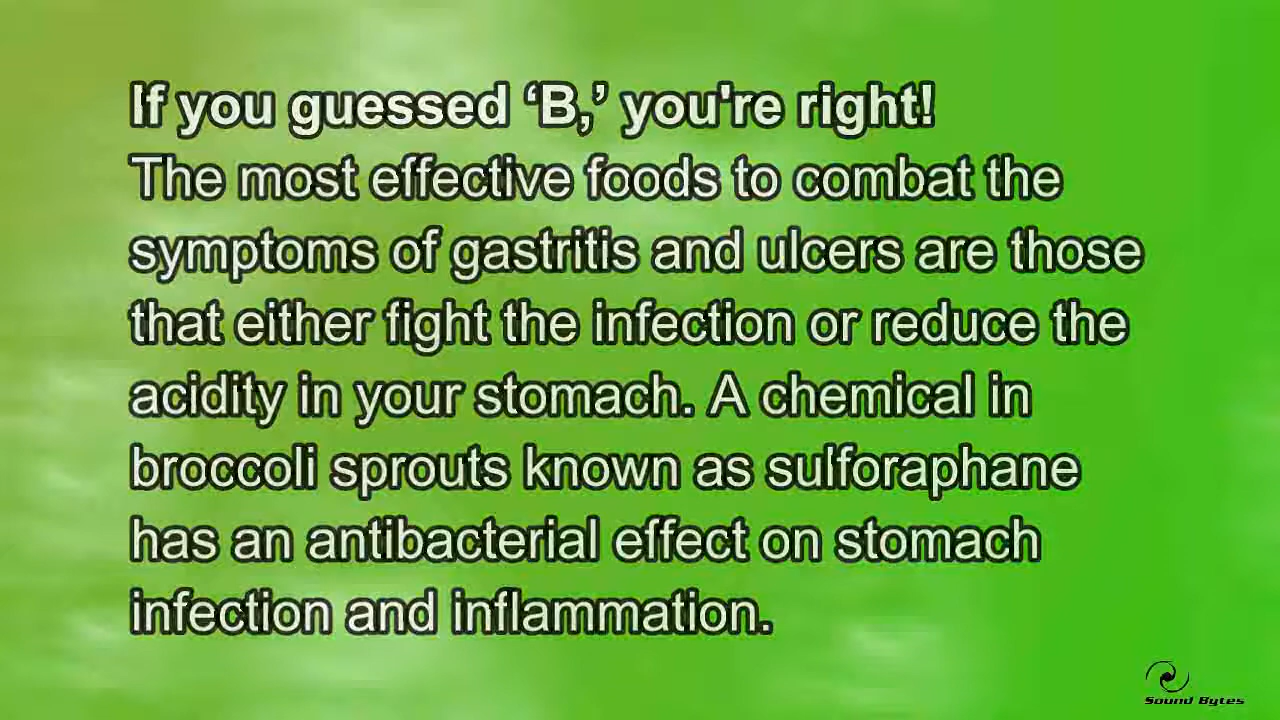 If you guessed ‘B,’ you're right!
The most effective foods to combat the
symptoms of gastritis and ulcers are those
that either fight the infection or reduce the
acidity in your stomach. A chemical in
broccoli sprouts known as sulforaphane
has an antibacterial effect on stomach
infection and inflammation.
Sound Bytes